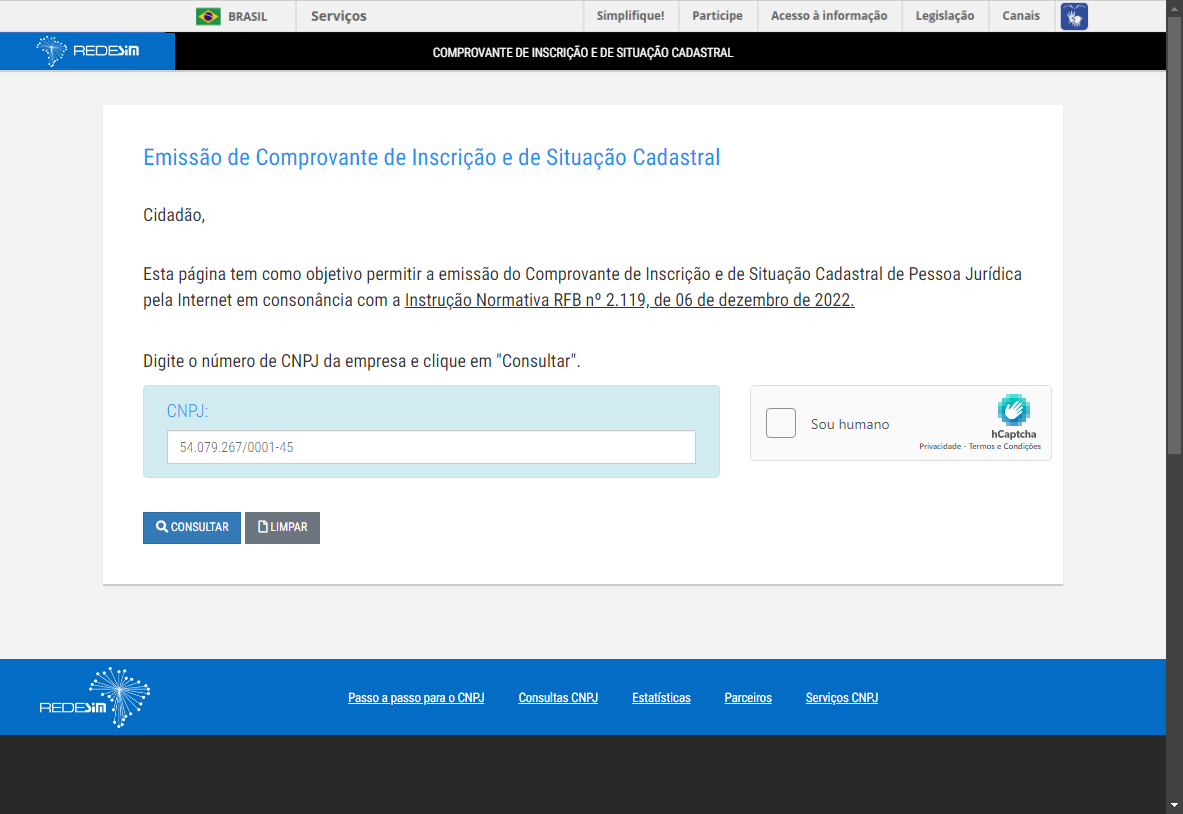 BRASIL
Serviços
Simplifique!
Participe
Acesso à informação
Legislação
Canais
REDESIM
COMPROVANTE DE INSCRIÇÃO E DE SITUAÇÃO CADASTRAL
Emissão de Comprovante de Inscrição e de Situação Cadastral
Cidadão,
Esta página tem como objetivo permitir a emissão do Comprovante de Inscrição e de Situação Cadastral de Pessoa Jurídica
pela Internet em consonância com a Instrução Normativa RFB nº 2.119, de 06 de dezembro de 2022.
Digite o número de CNPJ da empresa e clique em "Consultar".
CNPJ:
54.079.267/0001-45
Sou humano
hCaptcha
Privacidade - Termos e Condições
CONSULTAR
LIMPAR
REDESIM
Passo a passo para o CNPJ
Consultas CNPJ
Estatísticas
Parceiros
Serviços CNPJ